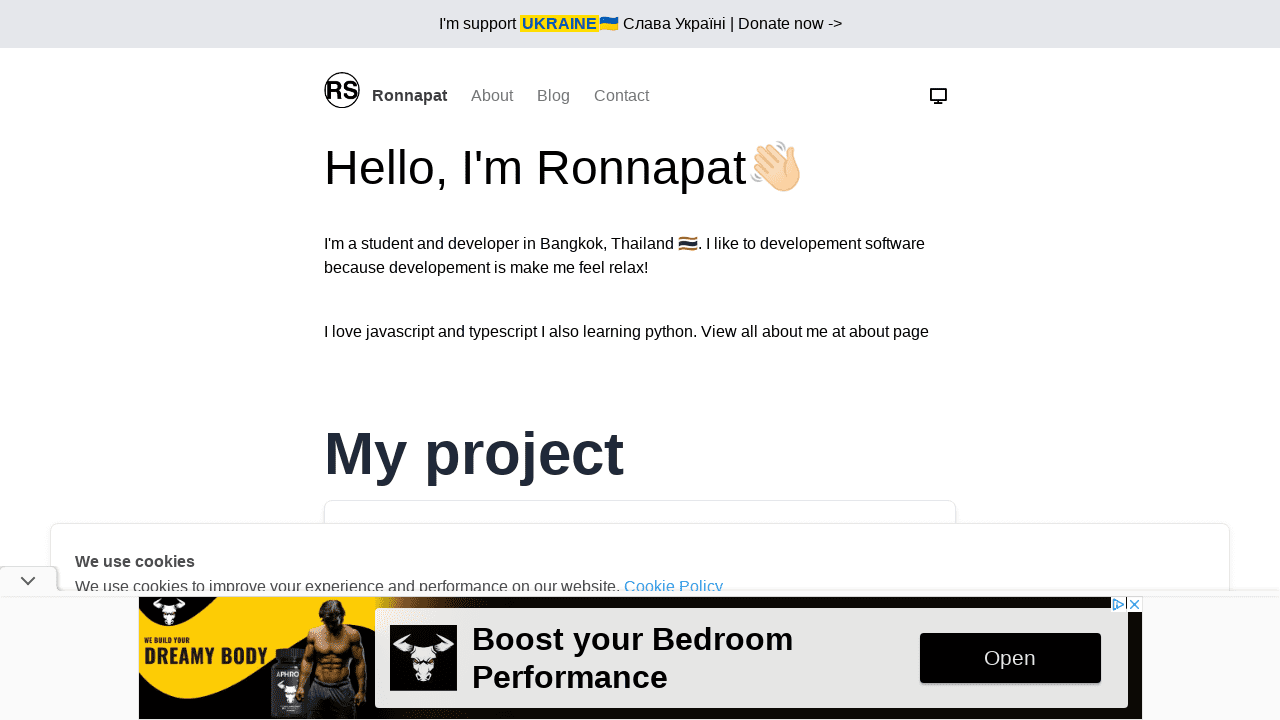 I'm support UKRAINE🇺🇦 Слава Україні | Donate now ->
RS Ronnapat About Blog Contact
Hello, I'm Ronnapat👋🏻
I'm a student and developer in Bangkok, Thailand 🇹🇭. I like to developement software
because developement is make me feel relax!
I love javascript and typescript I also learning python. View all about me at about page
My project
We use cookies
We use cookies to improve your experience and performance on our website. Cookie Policy
WE BUILD YOUR
DREAMY BODY
APHRO
Boost your Bedroom
Performance
Open